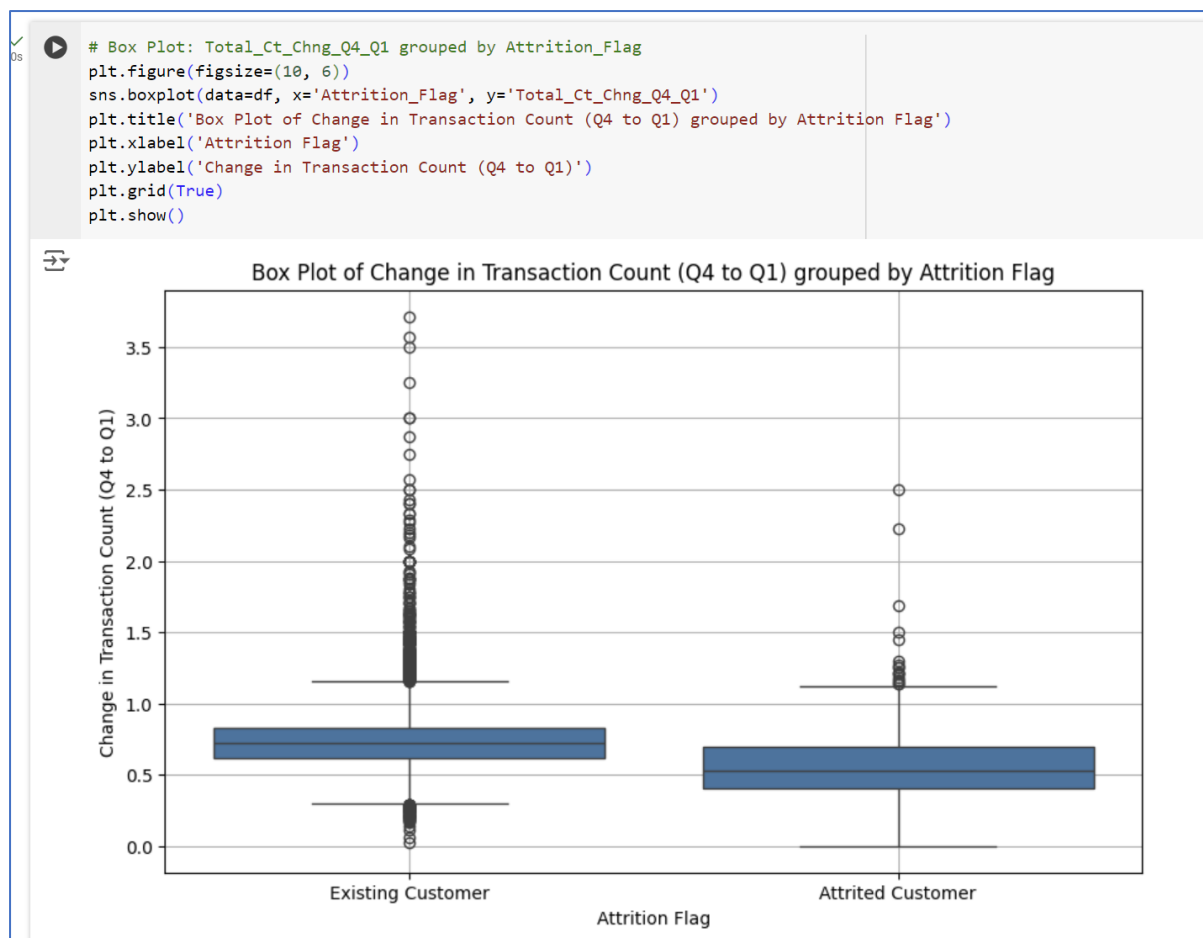 # Box Plot: Total_Ct_Chng_Q4_Q1 grouped by Attrition_Flag
0s
plt.figure(figsize=(10, 6))
sns.boxplot(data=df, x='Attrition_Flag', y='Total_Ct_Chng_Q4_Q1')
plt.title('Box Plot of Change in Transaction Count (Q4 to Q1) grouped by Attrition Flag')
plt.xlabel('Attrition Flag')
plt.ylabel('Change in Transaction Count (Q4 to Q1)')
plt.grid(True)
plt.show()
Box Plot of Change in Transaction Count (Q4 to Q1) grouped by Attrition Flag
Change in Transaction Count (Q4 to Q1)
3.5
3.0
2.5
2.0
1.5
1.0
0.5
0.0
Existing Customer
Attrited Customer
Attrition Flag